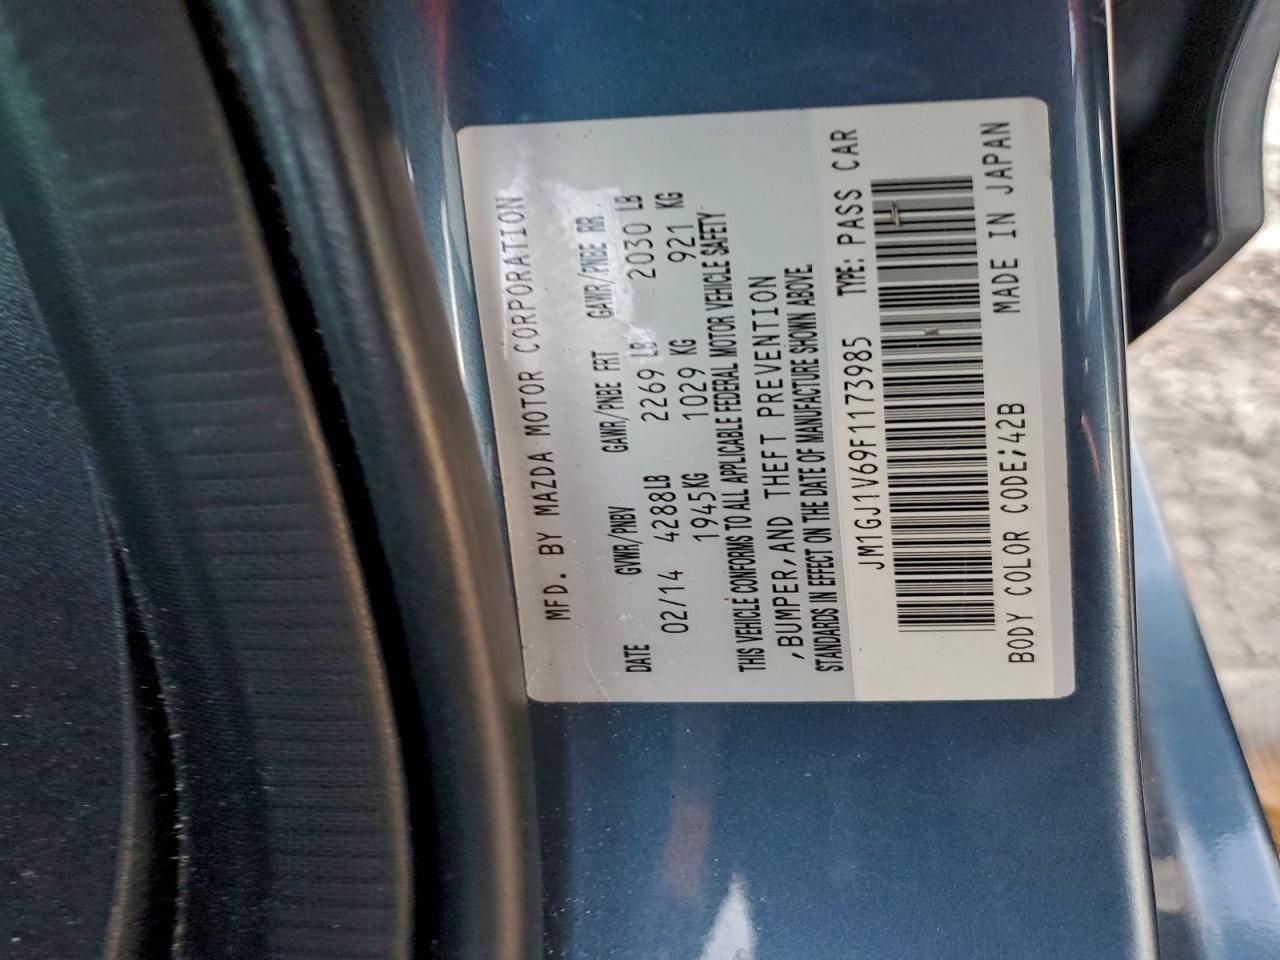 MFD. BY MAZDA MOTOR CORPORATION
DATE GVWR/PNBV GAWR/PNBE FRT GAWR/PNBE RR
02/14 4288LB 2269 LB 2030 LB
1945KG 1029 KG 921 KG
THIS VEHICLE CONFORMS TO ALL APPLICABLE FEDERAL MOTOR VEHICLE SAFETY
,BUMPER,AND THEFT PREVENTION
STANDARDS IN EFFECT ON THE DATE OF MANUFACTURE SHOWN ABOVE.
JM1GJ1V69F1173985 TYPE: PASS CAR
BODY COLOR CODE;42B MADE IN JAPAN